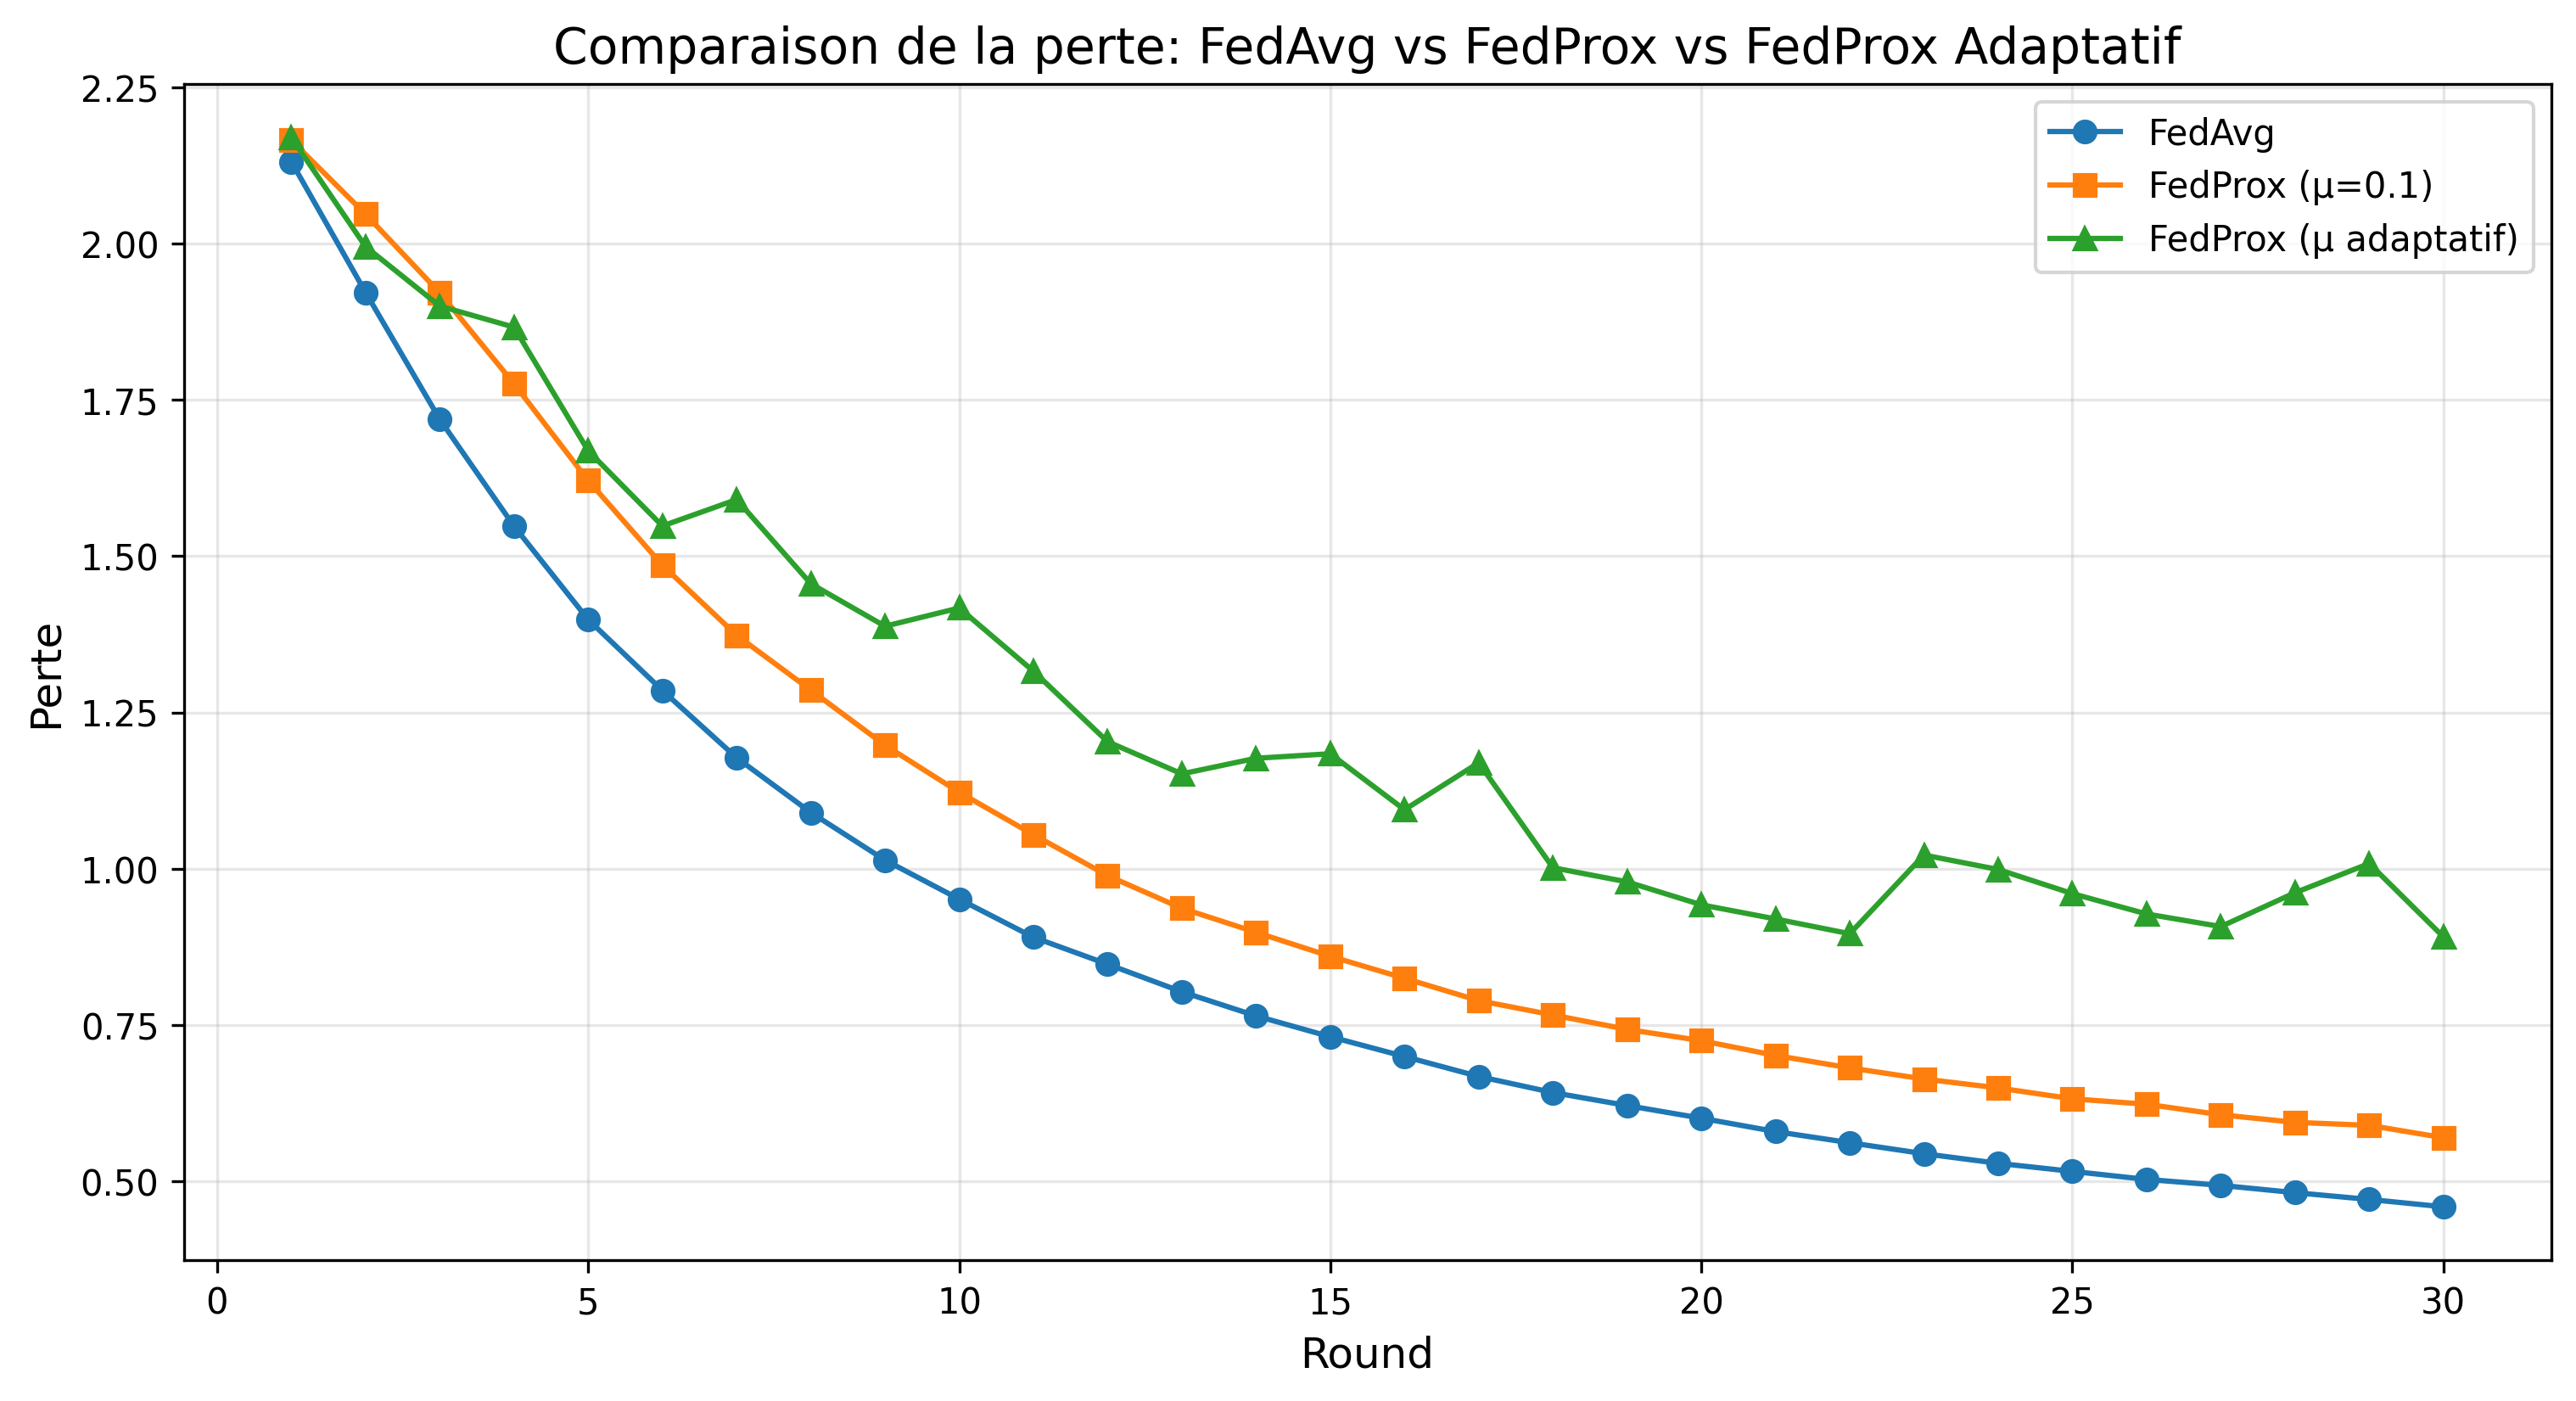 Comparaison de la perte: FedAvg vs FedProx vs FedProx Adaptatif
2.25
2.00
1.75
1.50
1.25
1.00
0.75
0.50
Perte
FedAvg
FedProx (μ=0.1)
FedProx (μ adaptatif)
0 5 10 15 20 25 30
Round